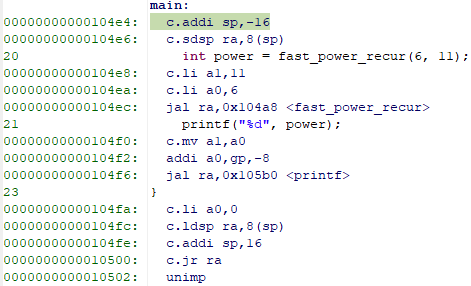 main:
00000000000104e4: c.addi sp,-16
00000000000104e6: c.sdsp ra,8(sp)
20 int power = fast_power_recur(6, 11);
00000000000104e8: c.li a1,11
00000000000104ea: c.li a0,6
00000000000104ec: jal ra,0x104a8 <fast_power_recur>
21 printf("%d", power);
00000000000104f0: c.mv a1,a0
00000000000104f2: addi a0,gp,-8
00000000000104f6: jal ra,0x105b0 <printf>
23 }
00000000000104fa: c.li a0,0
00000000000104fc: c.ldsp ra,8(sp)
00000000000104fe: c.addi sp,16
0000000000010500: c.jr ra
0000000000010502: unimp